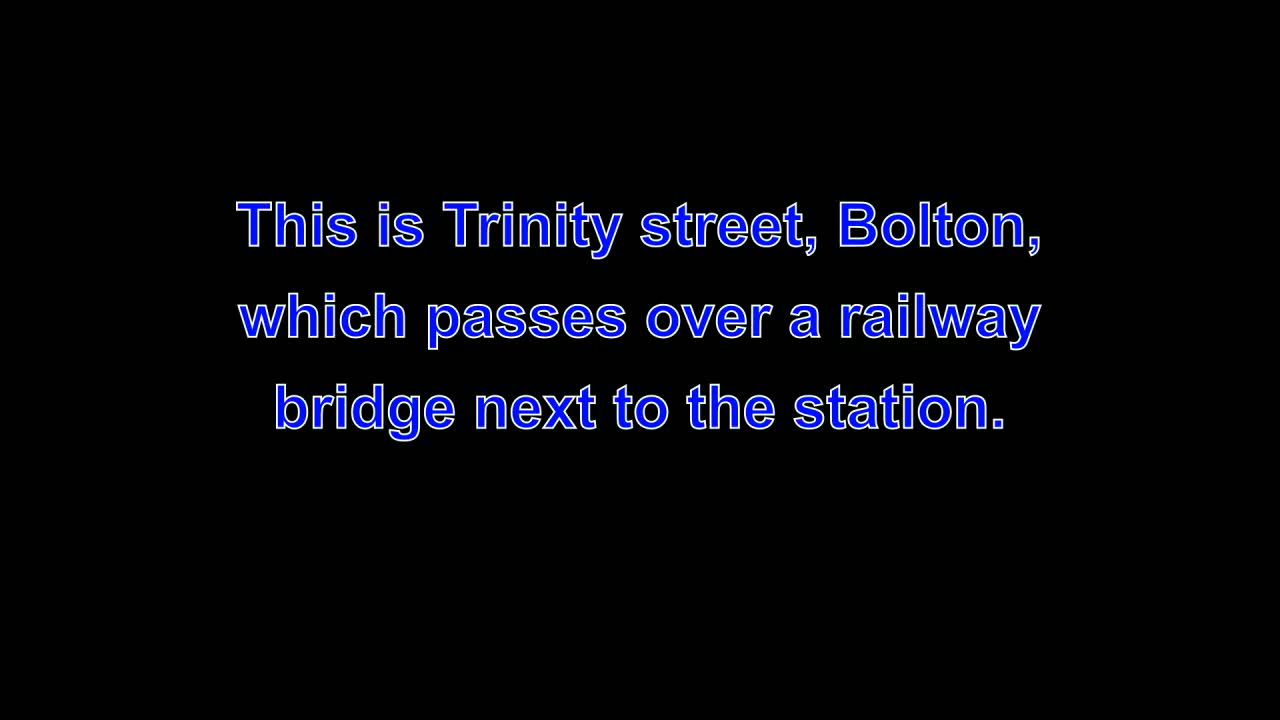 This is Trinity street, Bolton,
which passes over a railway
bridge next to the station.